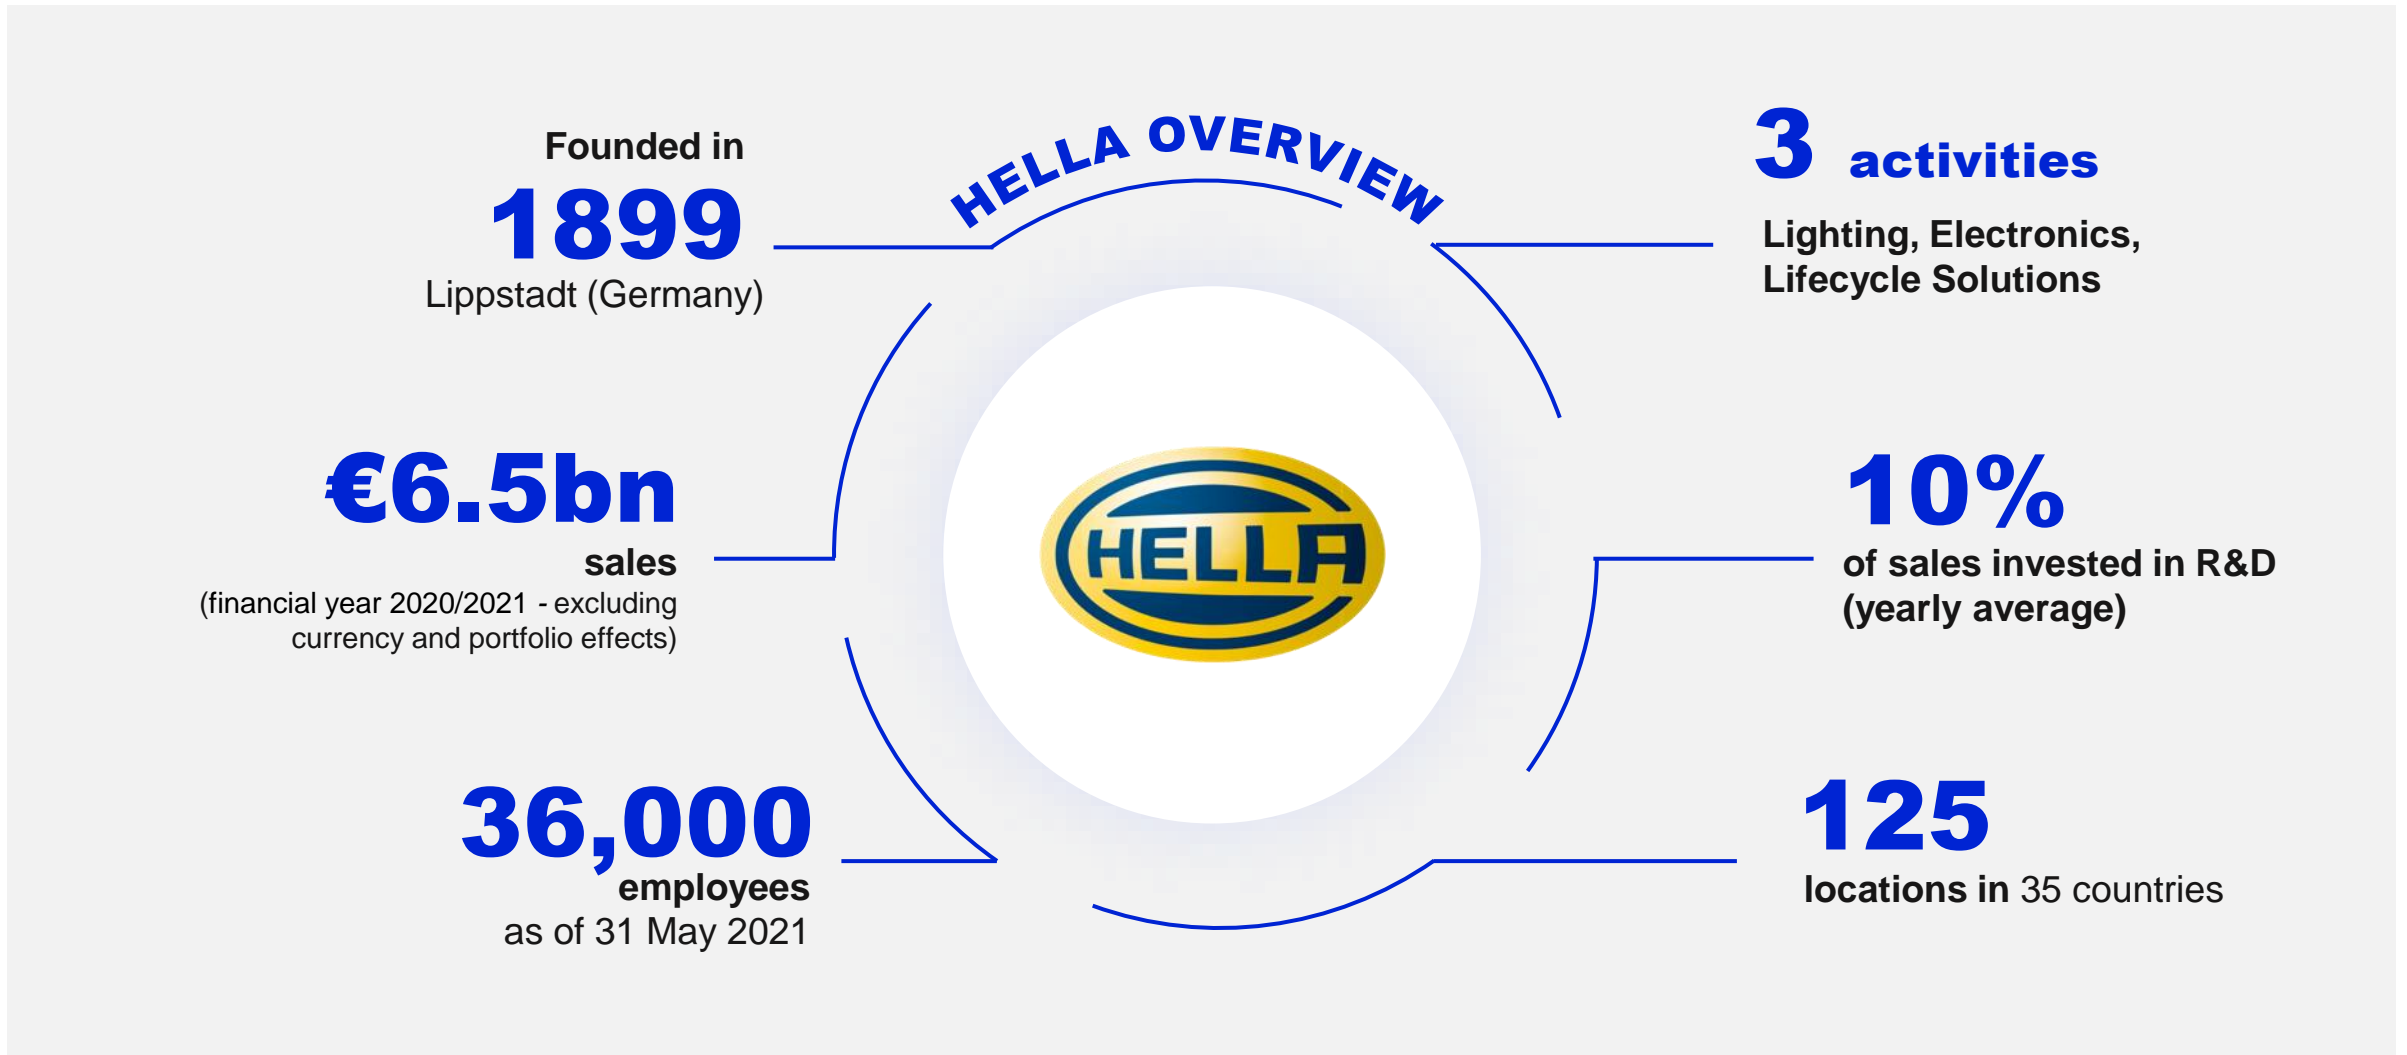 HELLA OVERVIEW
Founded in
1899
Lippstadt (Germany)
€6.5bn
sales
(financial year 2020/2021 - excluding
currency and portfolio effects)
36,000
employees
as of 31 May 2021
HELLA
3 activities
Lighting, Electronics,
Lifecycle Solutions
10%
of sales invested in R&D
(yearly average)
125
locations in 35 countries